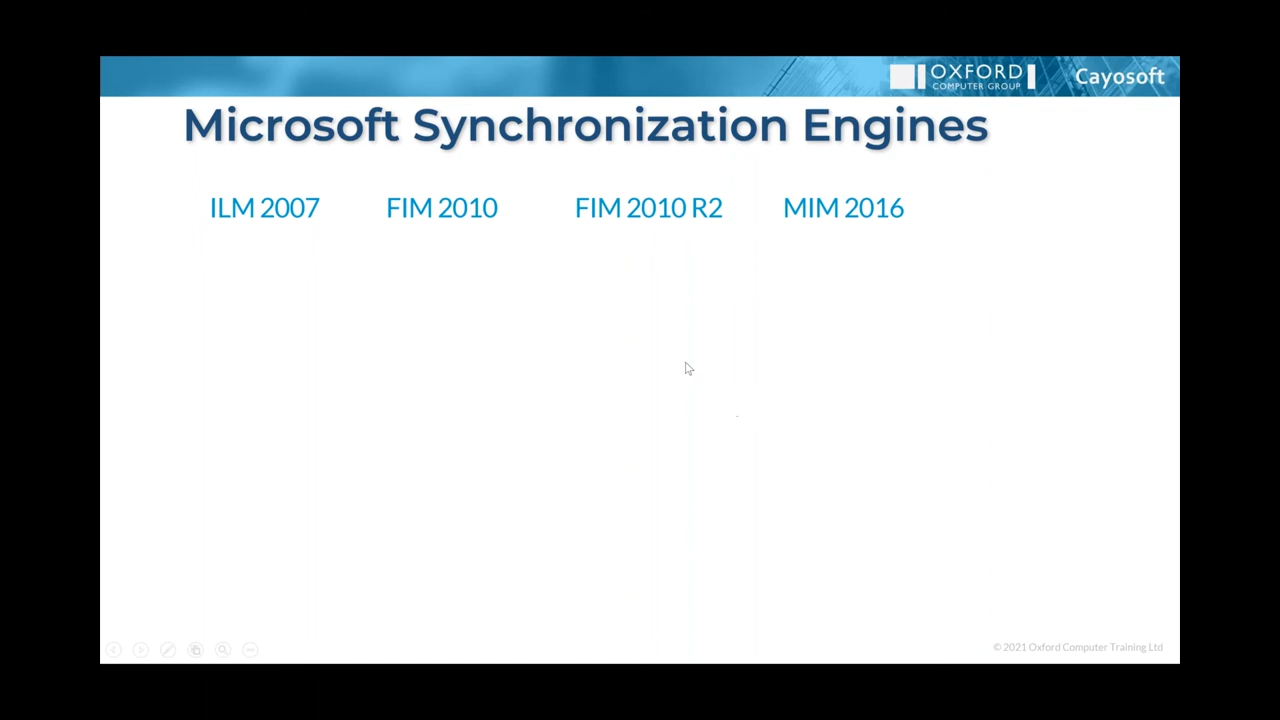 OXFORD
COMPUTER GROUP
Cayosoft
Microsoft Synchronization Engines
ILM 2007 FIM 2010 FIM 2010 R2 MIM 2016
© 2021 Oxford Computer Training Ltd